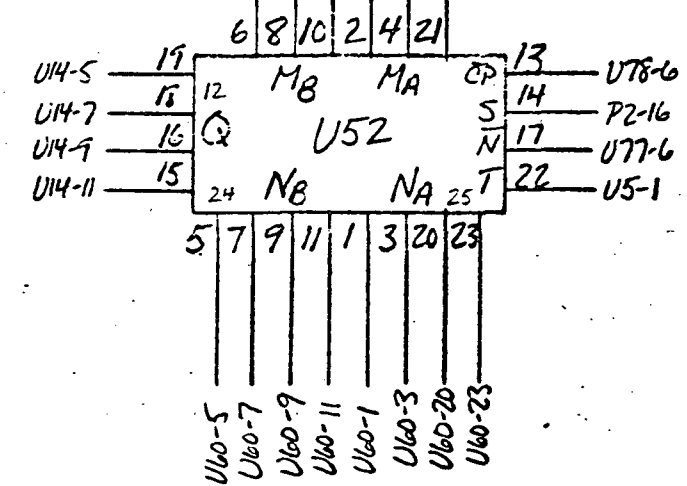 6 8 10 2 4 21
U14-5 19 12 MB MA CP 13 U78-6
U14-7 18 S 14 P2-16
U14-9 16 Q U52 N 17 U77-6
U14-11 15 24 NB NA 25 T 22 U5-1
5 7 9 11 1 3 20 23
U60-5
U60-7
U60-9
U60-11
U60-1
U60-3
U60-20
U60-23